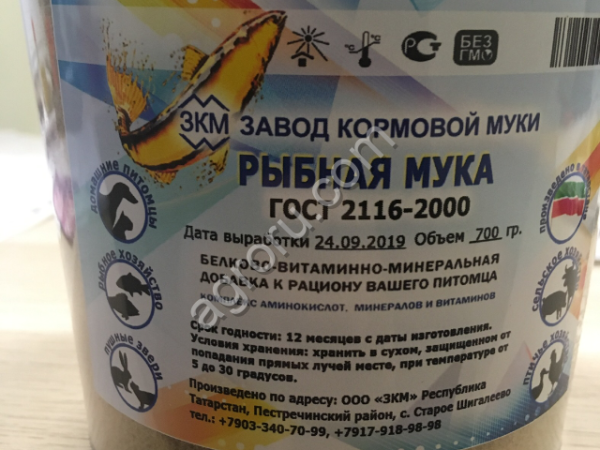 °C °C РСТ БЕЗ ГМО
ЗКМ ЗАВОД КОРМОВОЙ МУКИ
РЫБНАЯ МУКА
ГОСТ 2116-2000
Дата выработки 24.09.2019 Объем 700 гр.
БЕЛКОВО-ВИТАМИННО-МИНЕРАЛЬНАЯ
ДОБАВКА К РАЦИОНУ ВАШЕГО ПИТОМЦА
КОМПЛЕКС АМИНОКИСЛОТ, МИНЕРАЛОВ И ВИТАМИНОВ
Срок годности: 12 месяцев с даты изготовления.
Условия хранения: хранить в сухом, защищенном от
попадания прямых лучей место, при температуре от
5 до 30 градусов.
Произведено по адресу: ООО «ЗКМ» Республика
Татарстан, Пестречинский район, с. Старое Шигалеево
тел.: +7903-340-70-99, +7917-918-98-98
домашние питомцы
рыбное хозяйство
пушные звери
произведено в
сельское
птичье
agroru.com